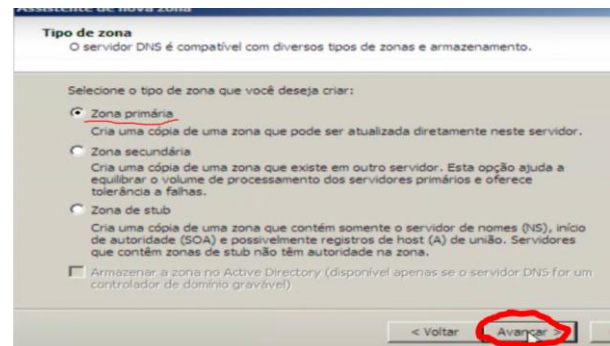 Assistente de nova zona
Tipo de zona
O servidor DNS é compatível com diversos tipos de zonas e armazenamento.
Selecione o tipo de zona que você deseja criar:
Zona primária
Cria uma cópia de uma zona que pode ser atualizada diretamente neste servidor.
Zona secundária
Cria uma cópia de uma zona que existe em outro servidor. Esta opção ajuda a
equilibrar o volume de processamento dos servidores primários e oferece
tolerância a falhas.
Zona de stub
Cria uma cópia de uma zona que contém somente o servidor de nomes (NS), início
de autoridade (SOA) e possivelmente registros de host (A) de união. Servidores
que contêm zonas de stub não têm autoridade na zona.
Armazenar a zona no Active Directory (disponível apenas se o servidor DNS for um
controlador de domínio gravável)
< Voltar Avançar >